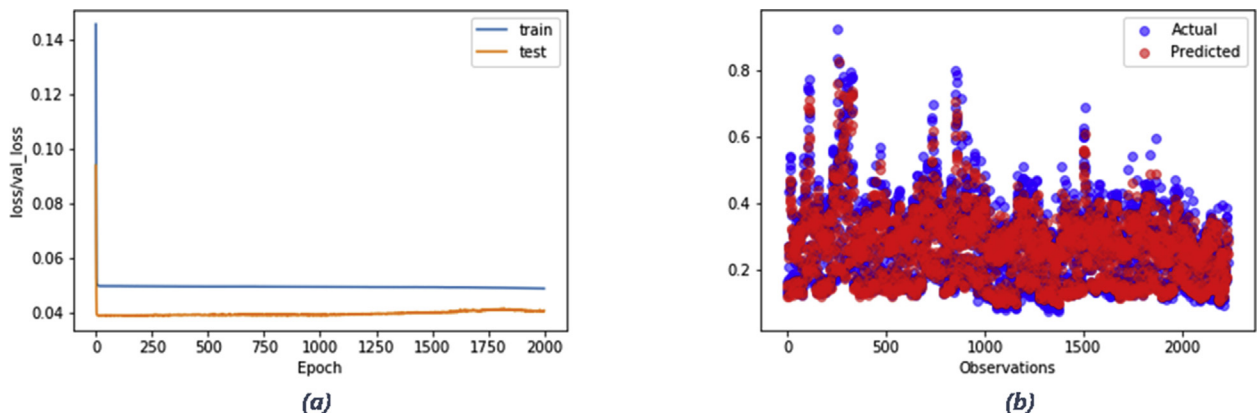 0.14
0.12
0.10
0.08
0.06
0.04
loss/val_loss
train
test
0 250 500 750 1000 1250 1500 1750 2000
Epoch
(a)
0.8
0.6
0.4
0.2
Actual
Predicted
0 500 1000 1500 2000
Observations
(b)